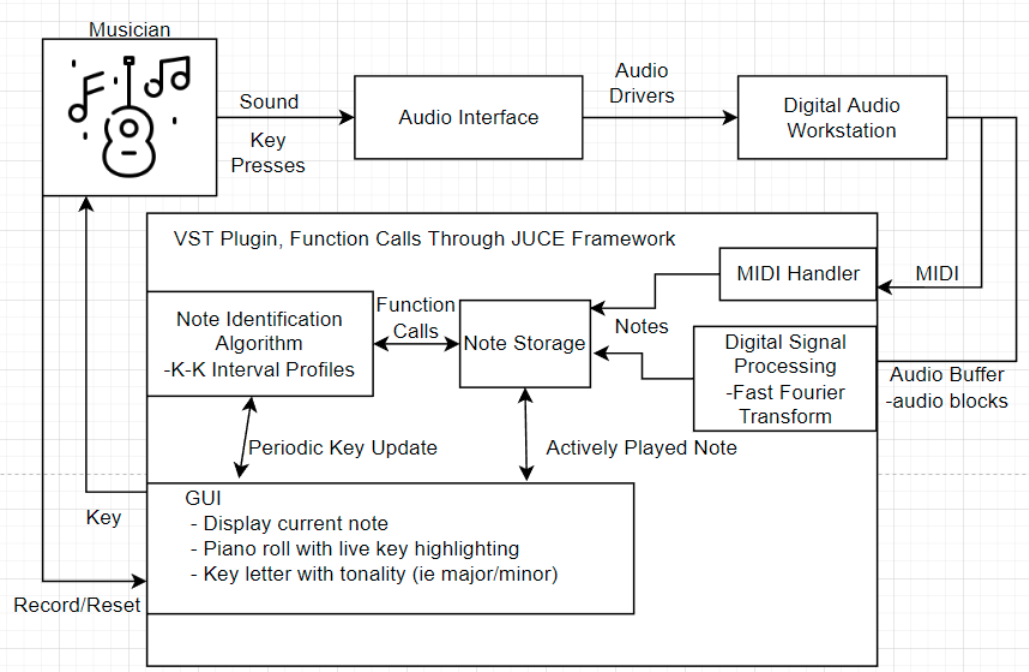 Musician
Sound
Key
Presses
Audio Interface
Audio
Drivers
Digital Audio
Workstation
VST Plugin, Function Calls Through JUCE Framework
MIDI Handler
MIDI
Note Identification
Algorithm
-K-K Interval Profiles
Function
Calls
Note Storage
Notes
Digital Signal
Processing
-Fast Fourier
Transform
Audio Buffer
-audio blocks
Periodic Key Update
Actively Played Note
Key
GUI
- Display current note
- Piano roll with live key highlighting
- Key letter with tonality (ie major/minor)
Record/Reset